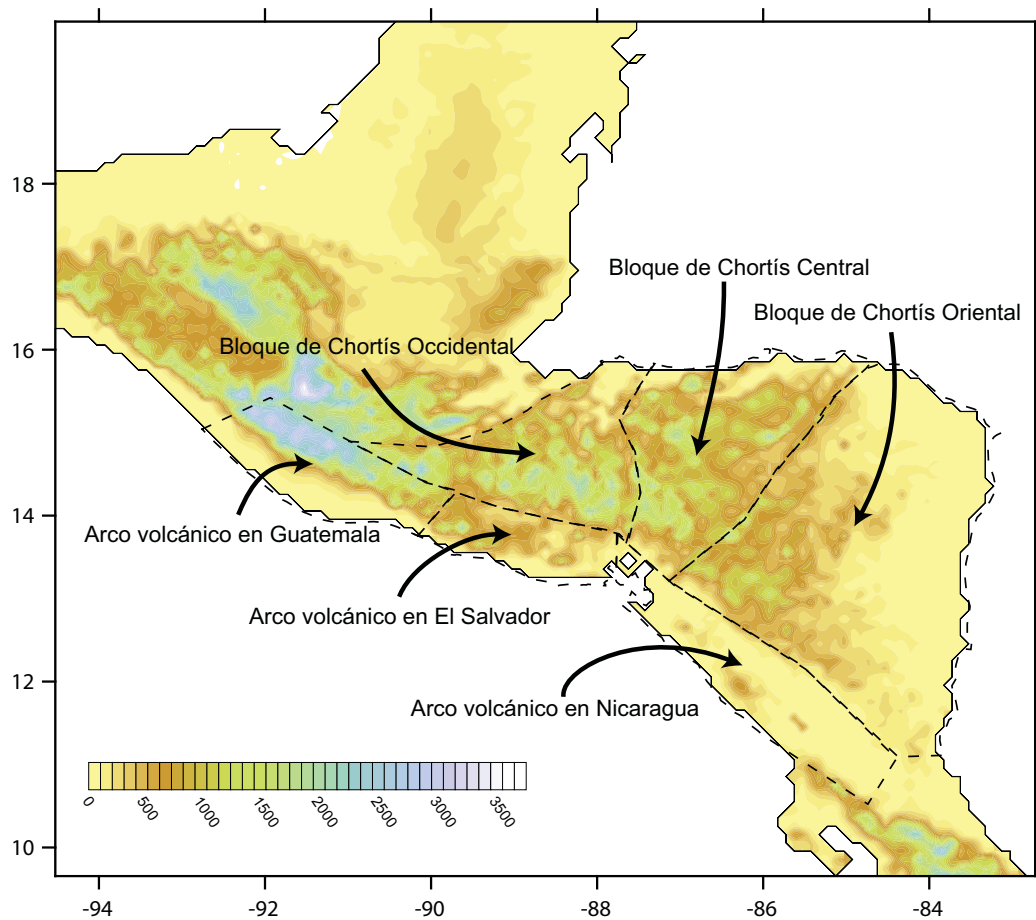 18
16
14
12
10
Bloque de Chortís Central
Bloque de Chortís Oriental
Bloque de Chortís Occidental
Arco volcánico en Guatemala
Arco volcánico en El Salvador
Arco volcánico en Nicaragua
0 500 1000 1500 2000 2500 3000 3500
-94 -92 -90 -88 -86 -84